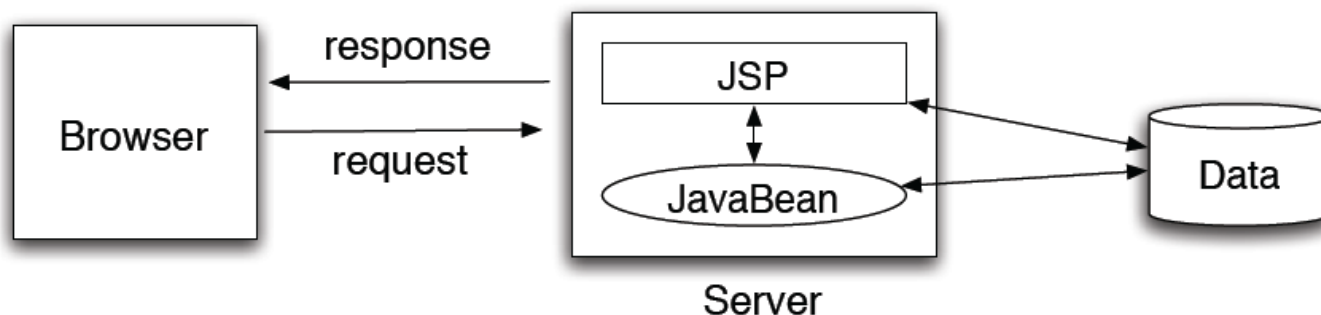 response
Browser
request
JSP
JavaBean
Data
Server